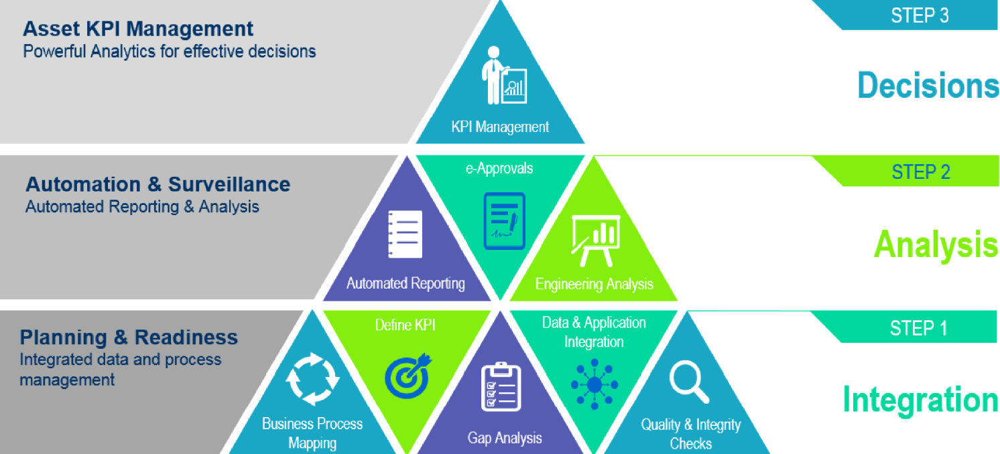 Asset KPI Management
Powerful Analytics for effective decisions
KPI Management
STEP 3
Decisions
Automation & Surveillance
Automated Reporting & Analysis
Automated Reporting
e-Approvals
Engineering Analysis
STEP 2
Analysis
Planning & Readiness
Integrated data and process
management
Business Process
Mapping
Define KPI
Gap Analysis
Data & Application
Integration
Quality & Integrity
Checks
STEP 1
Integration